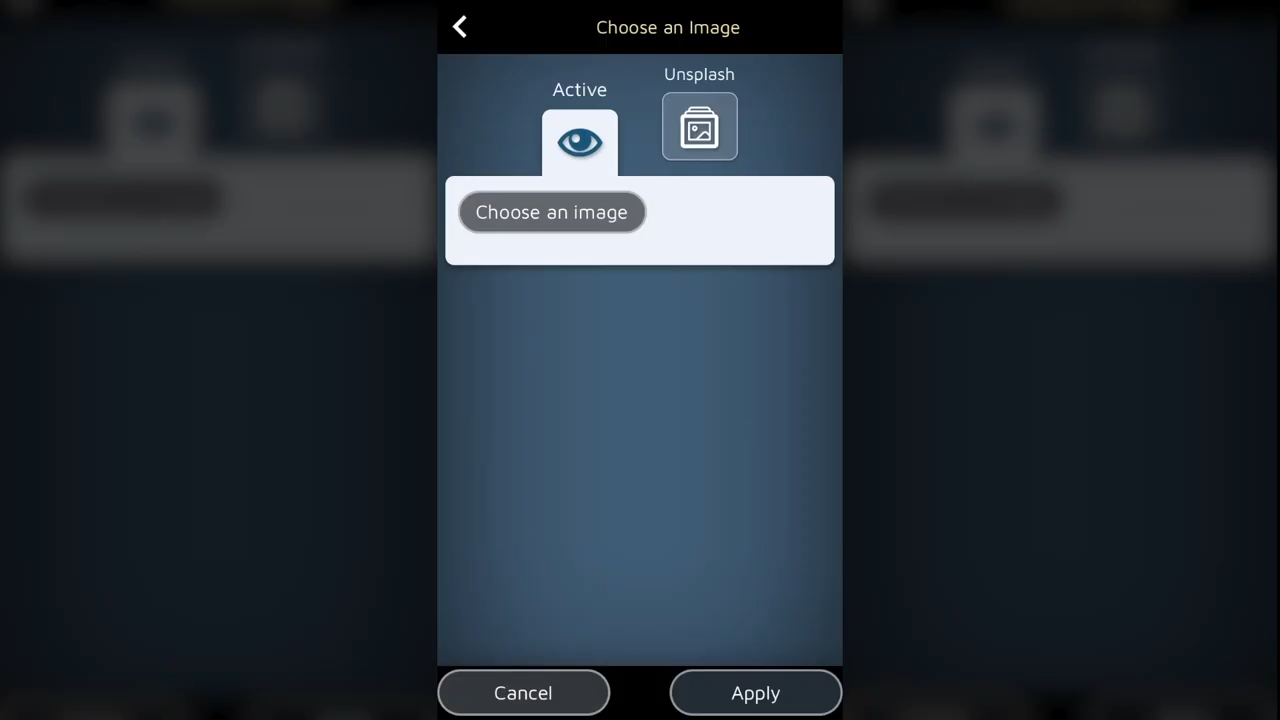 Choose an Image
Active
Unsplash
Choose an image
Cancel
Apply